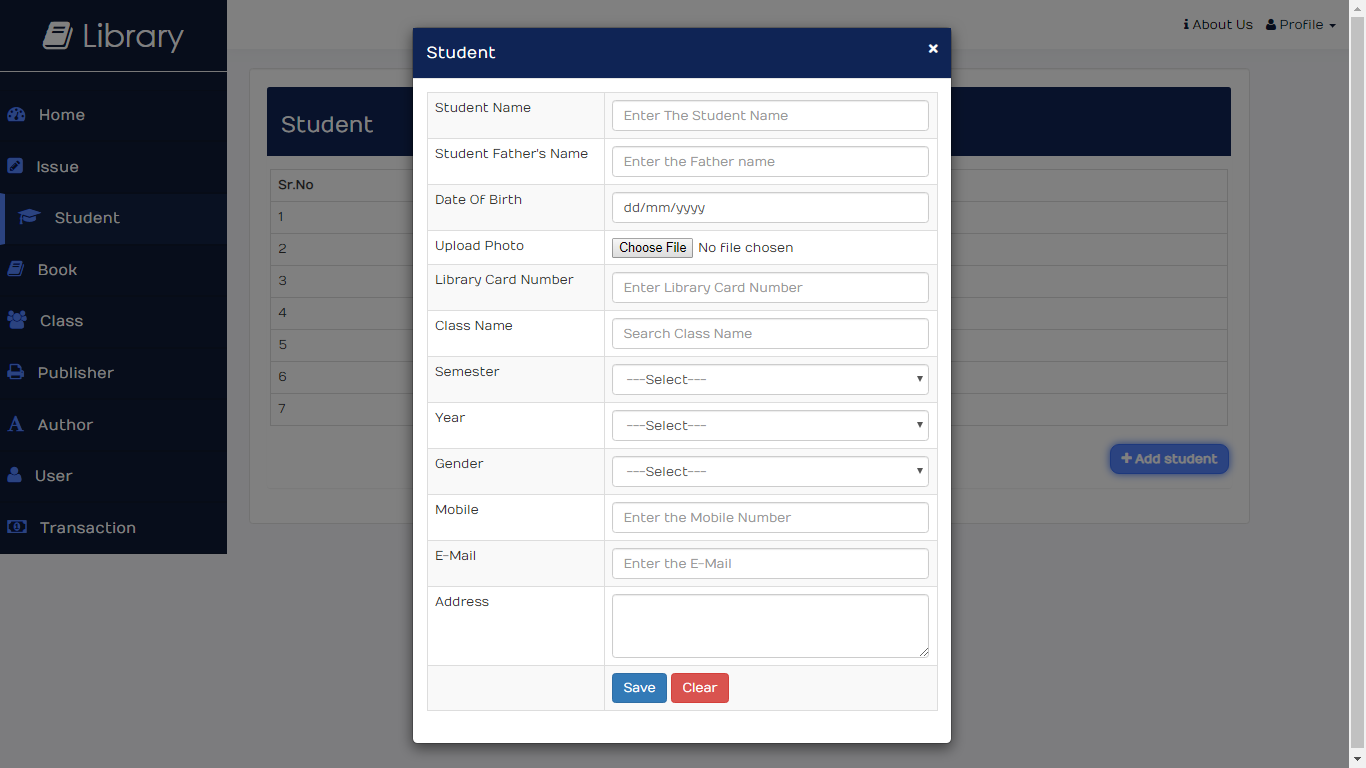 Library
About Us Profile
Home
Issue
Student
Book
Class
Publisher
Author
User
Transaction
Student
Sr.No
1
2
3
4
5
6
7
+ Add student
Student ×
Student Name Enter The Student Name
Student Father's Name Enter the Father name
Date Of Birth dd/mm/yyyy
Upload Photo Choose File No file chosen
Library Card Number Enter Library Card Number
Class Name Search Class Name
Semester ---Select---
Year ---Select---
Gender ---Select---
Mobile Enter the Mobile Number
E-Mail Enter the E-Mail
Address
Save Clear